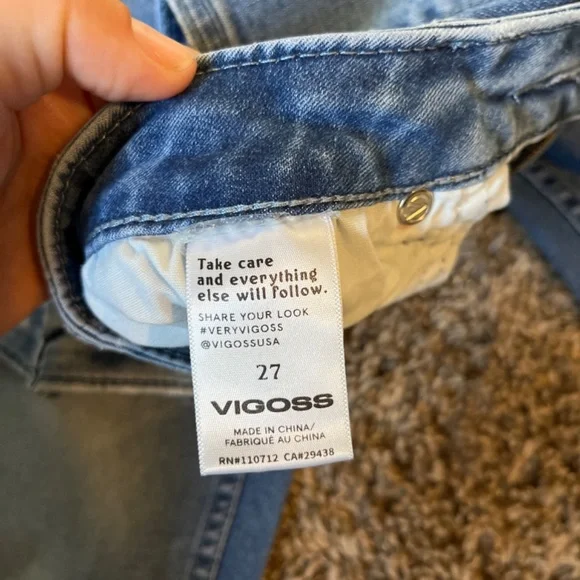 Take care
and everything
else will follow.
SHARE YOUR LOOK
#VERYVIGOSS
@VIGOSSUSA
27
VIGOSS
MADE IN CHINA/
FABRIQUÉ AU CHINA
RN#110712 CA#29438